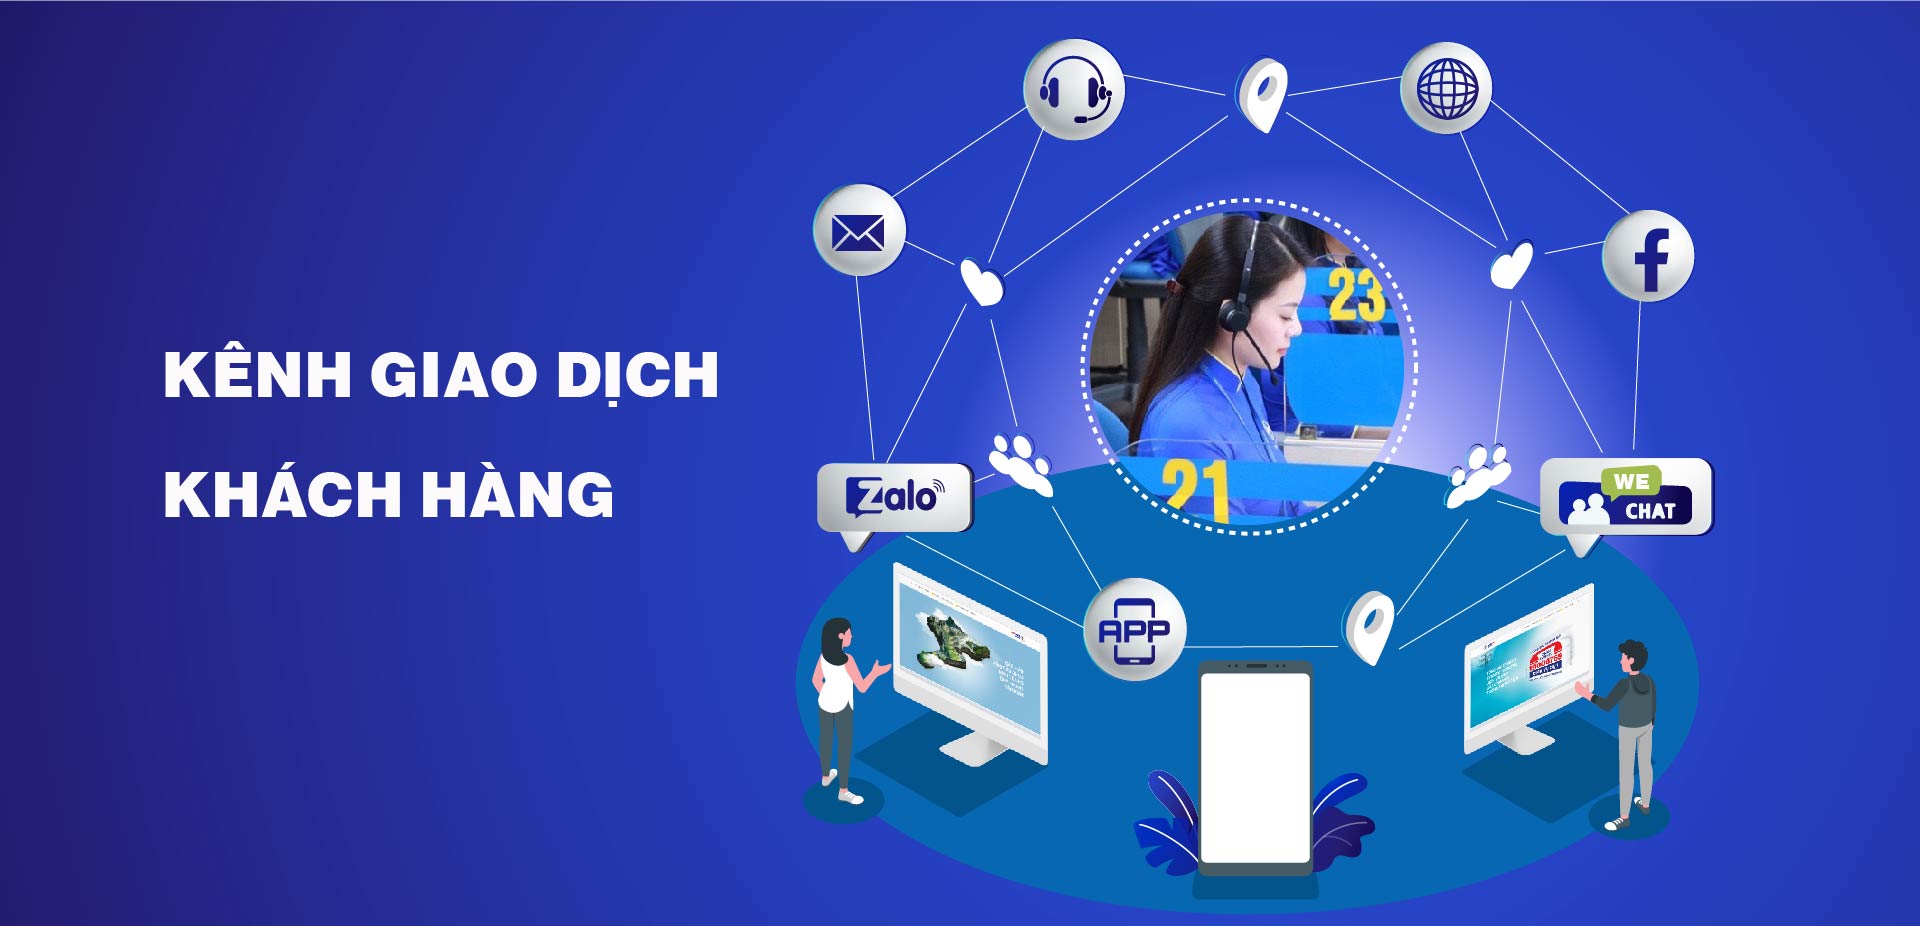 KÊNH GIAO DỊCH
KHÁCH HÀNG
23
21
Zalo
WE
CHAT
APP